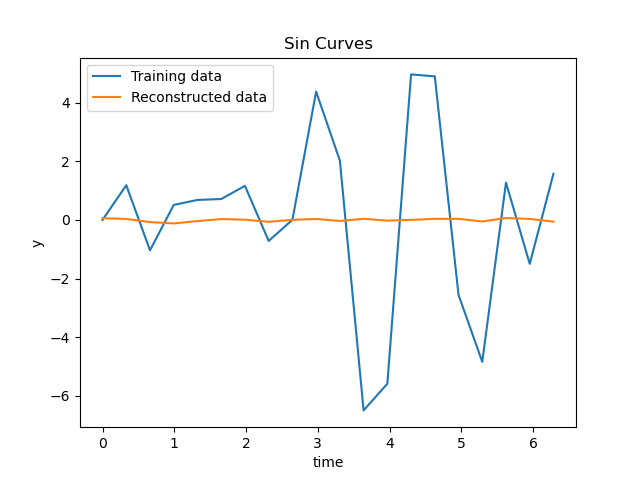 Sin Curves
Training data
Reconstructed data
4
2
0
−2
−4
−6
y
0 1 2 3 4 5 6
time